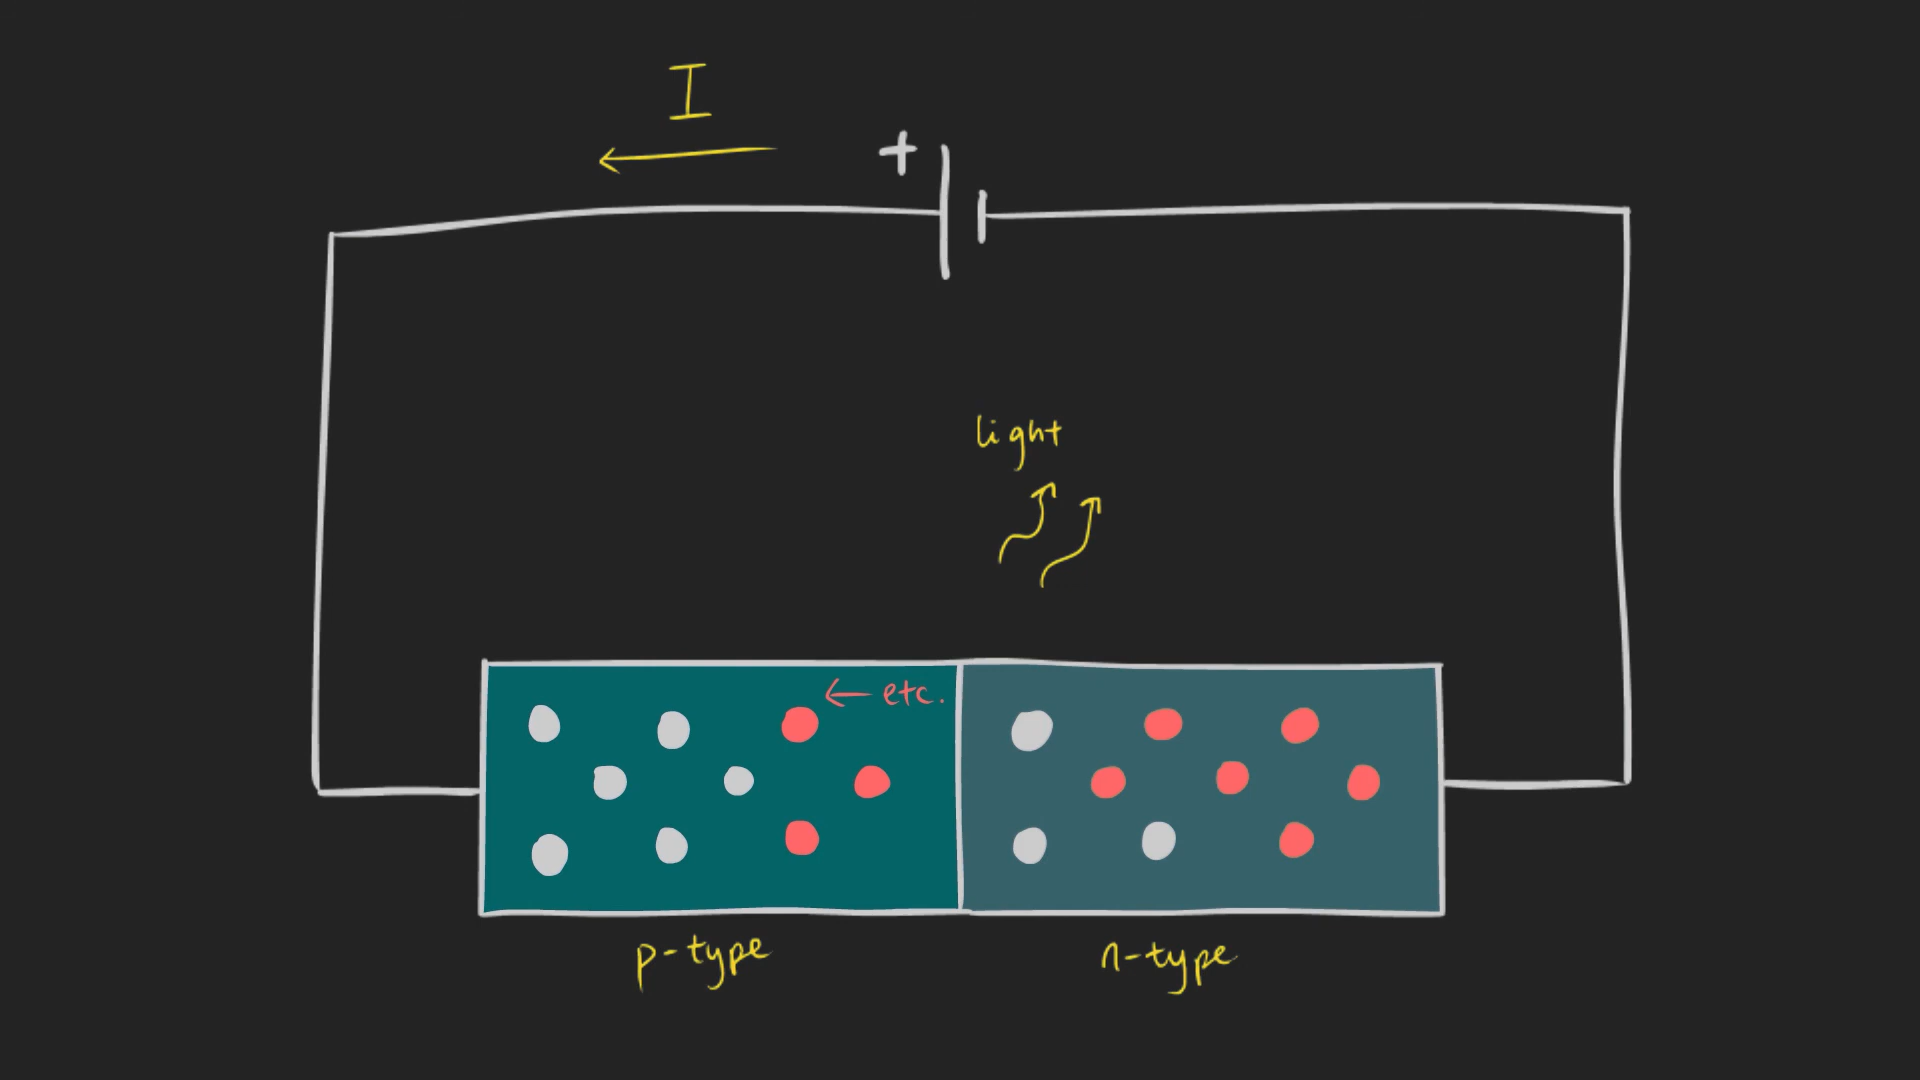 I
+
light
← etc.
p-type
n-type